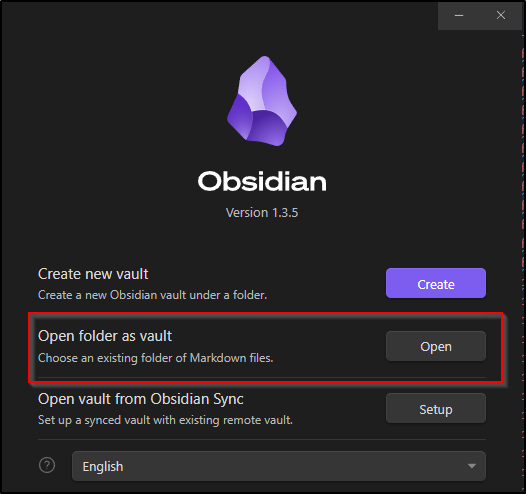 Obsidian
Version 1.3.5
Create new vault
Create a new Obsidian vault under a folder.
Create
Open folder as vault
Choose an existing folder of Markdown files.
Open
Open vault from Obsidian Sync
Set up a synced vault with existing remote vault.
Setup
English